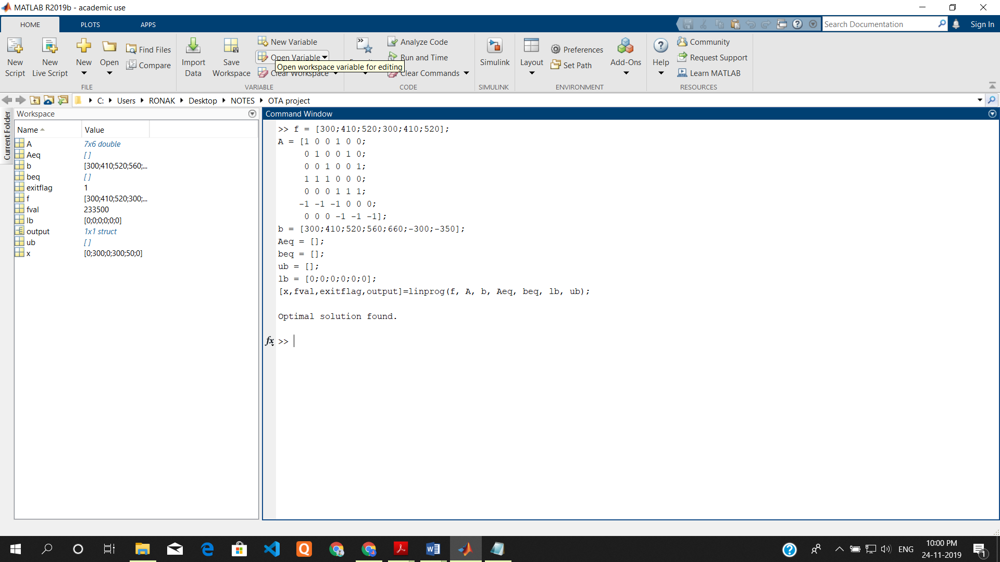 MATLAB R2019b - academic use
HOME PLOTS APPS
Search Documentation
Sign In
New Script
New Live Script
New
Open
Find Files
Compare
FILE
Import Data
Save Workspace
New Variable
Open Variable
Open workspace variable for editing
Clear Workspace
VARIABLE
Analyze Code
Run and Time
Clear Commands
CODE
Simulink
SIMULINK
Layout
Preferences
Set Path
Add-Ons
ENVIRONMENT
Help
Community
Request Support
Learn MATLAB
RESOURCES
C: Users RONAK Desktop NOTES OTA project
Current Folder
Workspace
Name Value
A 7x6 double
Aeq []
b [300;410;520;560;...
beq []
exitflag 1
f [300;410;520;300;...
fval 233500
lb [0;0;0;0;0;0]
output 1x1 struct
ub []
x [0;300;0;300;50;0]
Command Window
>> f = [300;410;520;300;410;520];
A = [1 0 0 1 0 0;
0 1 0 0 1 0;
0 0 1 0 0 1;
1 1 1 0 0 0;
0 0 0 1 1 1;
-1 -1 -1 0 0 0;
0 0 0 -1 -1 -1];
b = [300;410;520;560;660;-300;-350];
Aeq = [];
beq = [];
ub = [];
lb = [0;0;0;0;0;0];
[x,fval,exitflag,output]=linprog(f, A, b, Aeq, beq, lb, ub);
Optimal solution found.
fx >>
ENG
10:00 PM
24-11-2019
1